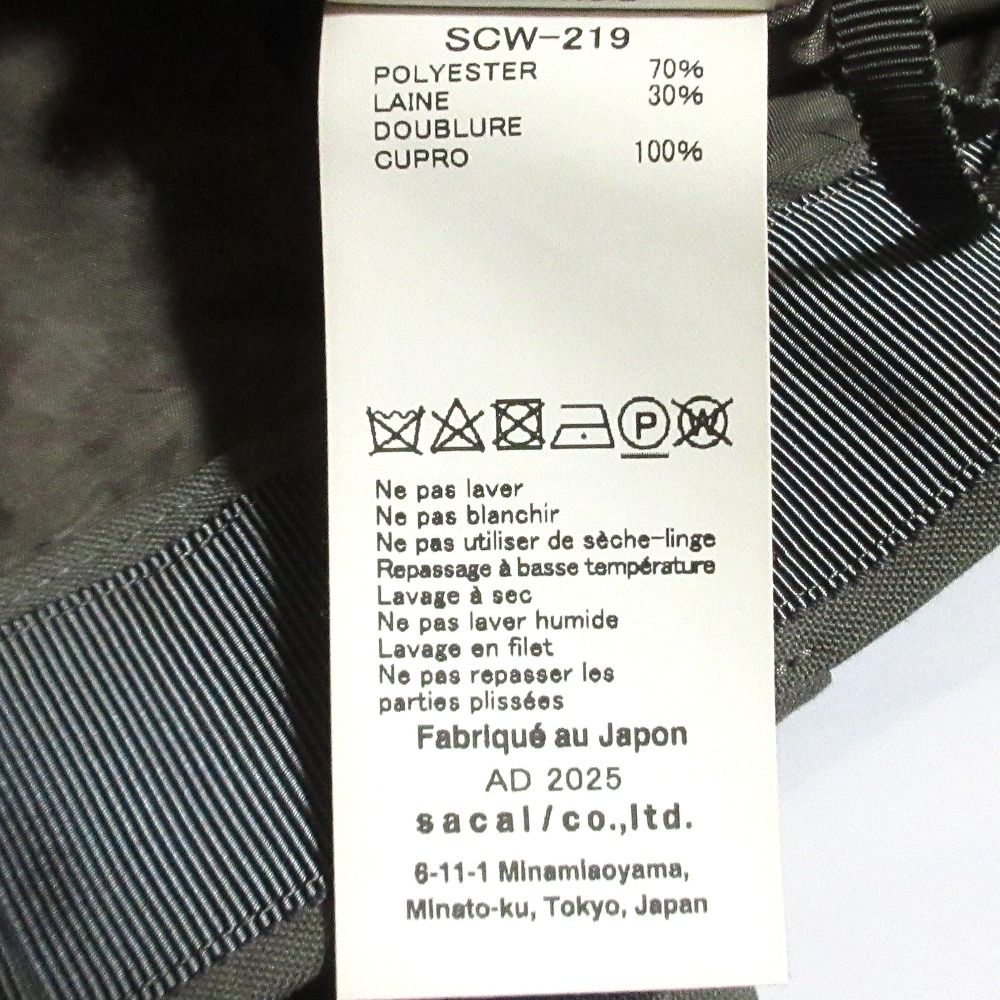 SCW-219
POLYESTER 70%
LAINE 30%
DOUBLURE
CUPRO 100%
P W
Ne pas laver
Ne pas blanchir
Ne pas utiliser de sèche-linge
Repassage à basse température
Lavage à sec
Ne pas laver humide
Lavage en filet
Ne pas repasser les
parties plissées
Fabriqué au Japon
AD 2025
sacai/co.,ltd.
6-11-1 Minamiaoyama,
Minato-ku, Tokyo, Japan